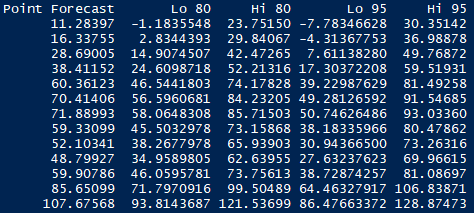 Point Forecast Lo 80 Hi 80 Lo 95 Hi 95
11.28397 -1.1835548 23.75150 -7.78346628 30.35142
16.33755 2.8344393 29.84067 -4.31367753 36.98878
28.69005 14.9074507 42.47265 7.61138280 49.76872
38.41152 24.6098718 52.21316 17.30372208 59.51931
60.36123 46.5441803 74.17828 39.22987629 81.49258
70.41406 56.5960681 84.23205 49.28126592 91.54685
71.88993 58.0648308 85.71503 50.74626486 93.03360
59.33099 45.5032978 73.15868 38.18335966 80.47862
52.10341 38.2677978 65.93903 30.94366500 73.26316
48.79927 34.9589805 62.63955 27.63237623 69.96615
59.90786 46.0595781 73.75613 38.72874257 81.08697
85.65099 71.7970916 99.50489 64.46327917 106.83871
107.67568 93.8143687 121.53699 86.47663372 128.87473